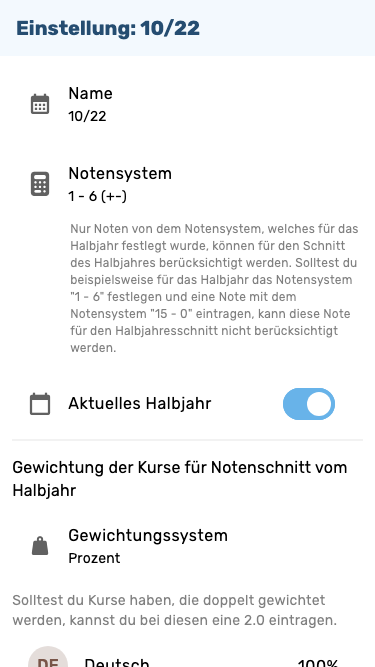 Einstellung: 10/22
Name
10/22
Notensystem
1 - 6 (+-)
Nur Noten von dem Notensystem, welches für das
Halbjahr festlegt wurde, können für den Schnitt
des Halbjahres berücksichtigt werden. Solltest du
beispielsweise für das Halbjahr das Notensystem
"1 - 6" festlegen und eine Note mit dem
Notensystem "15 - 0" eintragen, kann diese Note
für den Halbjahresschnitt nicht berücksichtigt
werden.
Aktuelles Halbjahr
Gewichtung der Kurse für Notenschnitt vom
Halbjahr
Gewichtungssystem
Prozent
Solltest du Kurse haben, die doppelt gewichtet
werden, kannst du bei diesen eine 2.0 eintragen.
DE Deutsch 100%